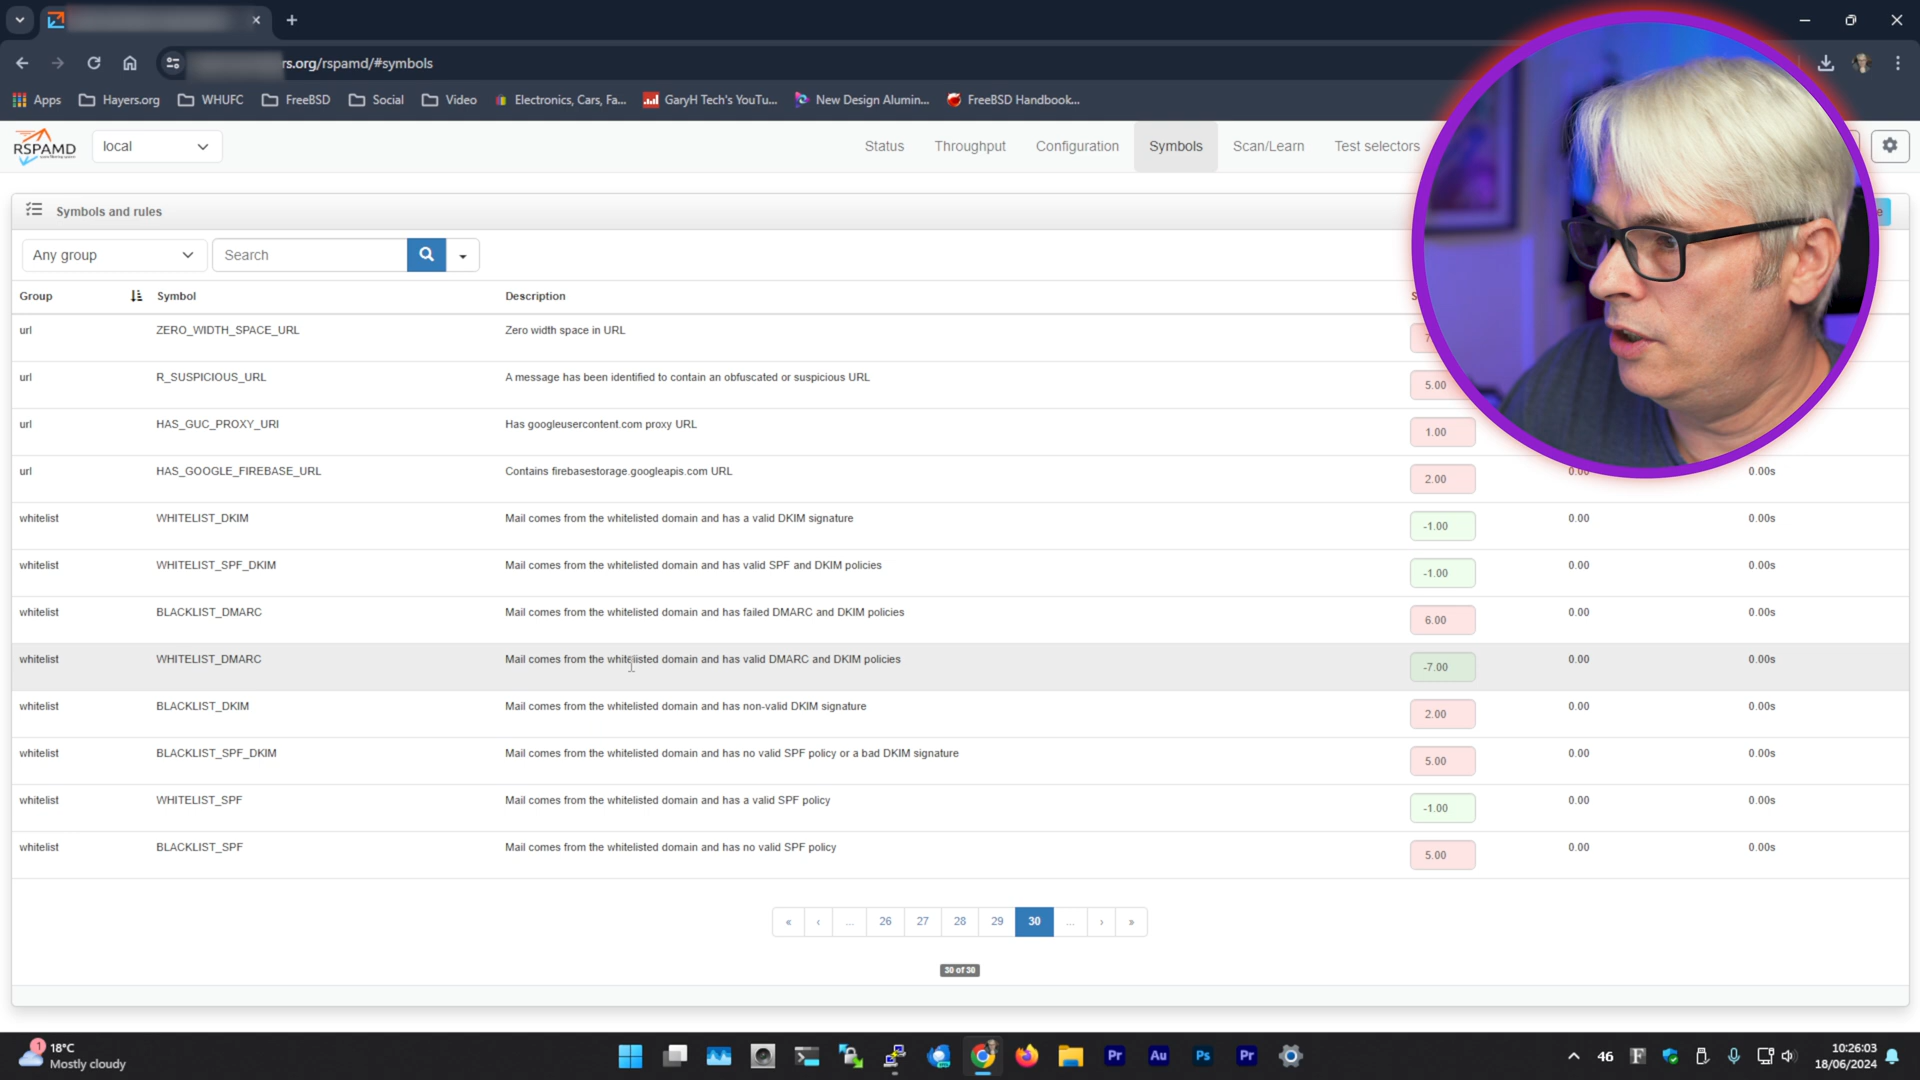 rs.org/rspamd/#symbols
Apps Hayers.org WHUFC FreeBSD Social Video Electronics, Cars, Fa... GaryH Tech's YouTu... New Design Alumin... FreeBSD Handbook...
RSPAMD local Status Throughput Configuration Symbols Scan/Learn Test selectors
Symbols and rules
Any group Search
Group Symbol Description
url ZERO_WIDTH_SPACE_URL Zero width space in URL
url R_SUSPICIOUS_URL A message has been identified to contain an obfuscated or suspicious URL 5.00
url HAS_GUC_PROXY_URI Has googleusercontent.com proxy URL 1.00
url HAS_GOOGLE_FIREBASE_URL Contains firebasestorage.googleapis.com URL 2.00 0.00 0.00s
whitelist WHITELIST_DKIM Mail comes from the whitelisted domain and has a valid DKIM signature -1.00 0.00 0.00s
whitelist WHITELIST_SPF_DKIM Mail comes from the whitelisted domain and has valid SPF and DKIM policies -1.00 0.00 0.00s
whitelist BLACKLIST_DMARC Mail comes from the whitelisted domain and has failed DMARC and DKIM policies 6.00 0.00 0.00s
whitelist WHITELIST_DMARC Mail comes from the whitelisted domain and has valid DMARC and DKIM policies -7.00 0.00 0.00s
whitelist BLACKLIST_DKIM Mail comes from the whitelisted domain and has non-valid DKIM signature 2.00 0.00 0.00s
whitelist BLACKLIST_SPF_DKIM Mail comes from the whitelisted domain and has no valid SPF policy or a bad DKIM signature 5.00 0.00 0.00s
whitelist WHITELIST_SPF Mail comes from the whitelisted domain and has a valid SPF policy -1.00 0.00 0.00s
whitelist BLACKLIST_SPF Mail comes from the whitelisted domain and has no valid SPF policy 5.00 0.00 0.00s
« ‹ ... 26 27 28 29 30 ... › »
30 of 30
1 18°C
Mostly cloudy
Pr Au Ps Pr
46 F
10:26:03
18/06/2024